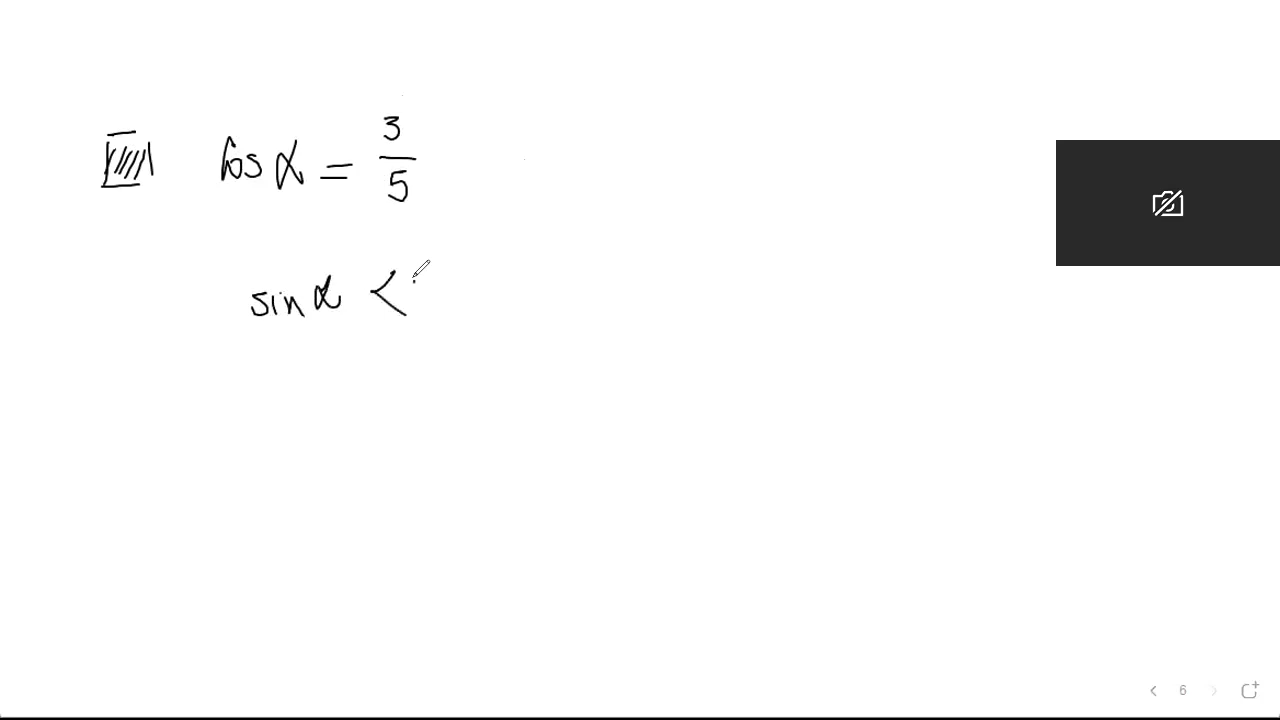 cos α = 3/5
sin α <
6